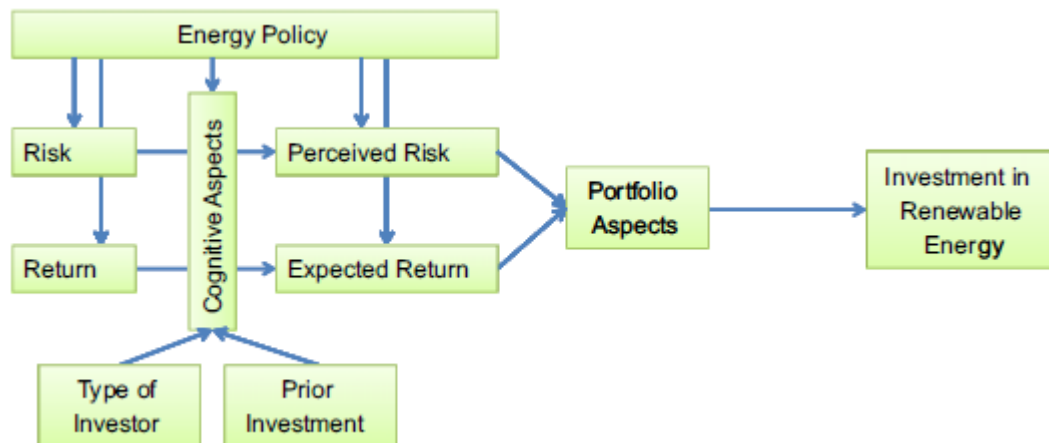 Energy Policy
Risk
Cognitive Aspects
Perceived Risk
Portfolio
Aspects
Investment in
Renewable
Energy
Return
Expected Return
Type of
Investor
Prior
Investment